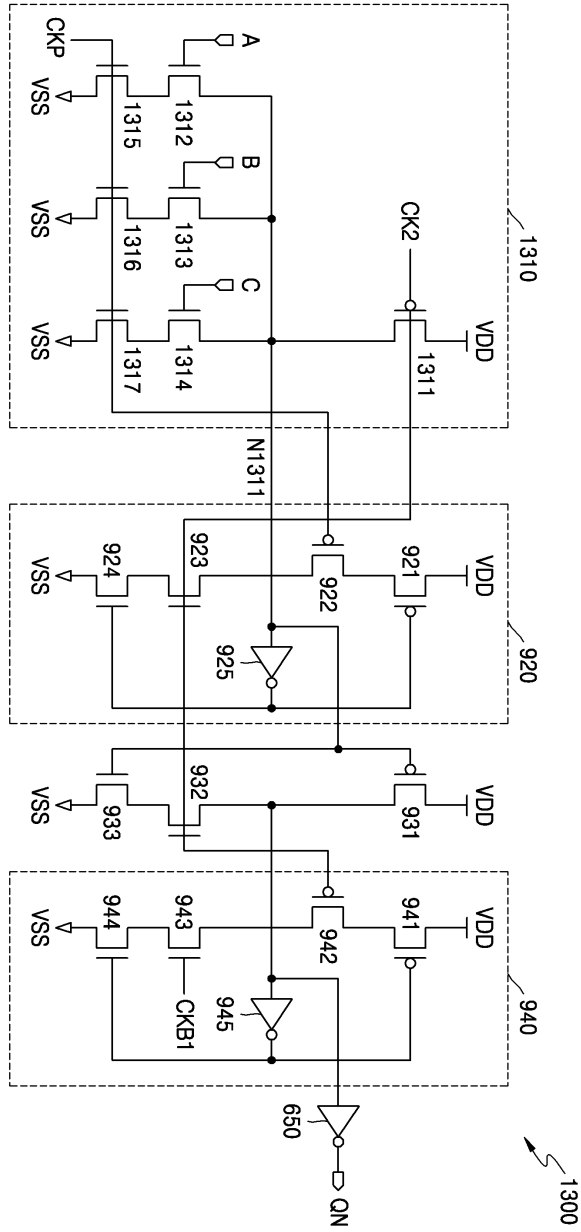 1300
1310
920
940
VDD
VDD
VDD
VDD
CK2
1311
921
931
941
922
942
A
B
C
N1311
925
945
650
QN
1312
1313
1314
923
932
943
CKB1
CKP
1315
1316
1317
924
933
944
VSS
VSS
VSS
VSS
VSS
VSS